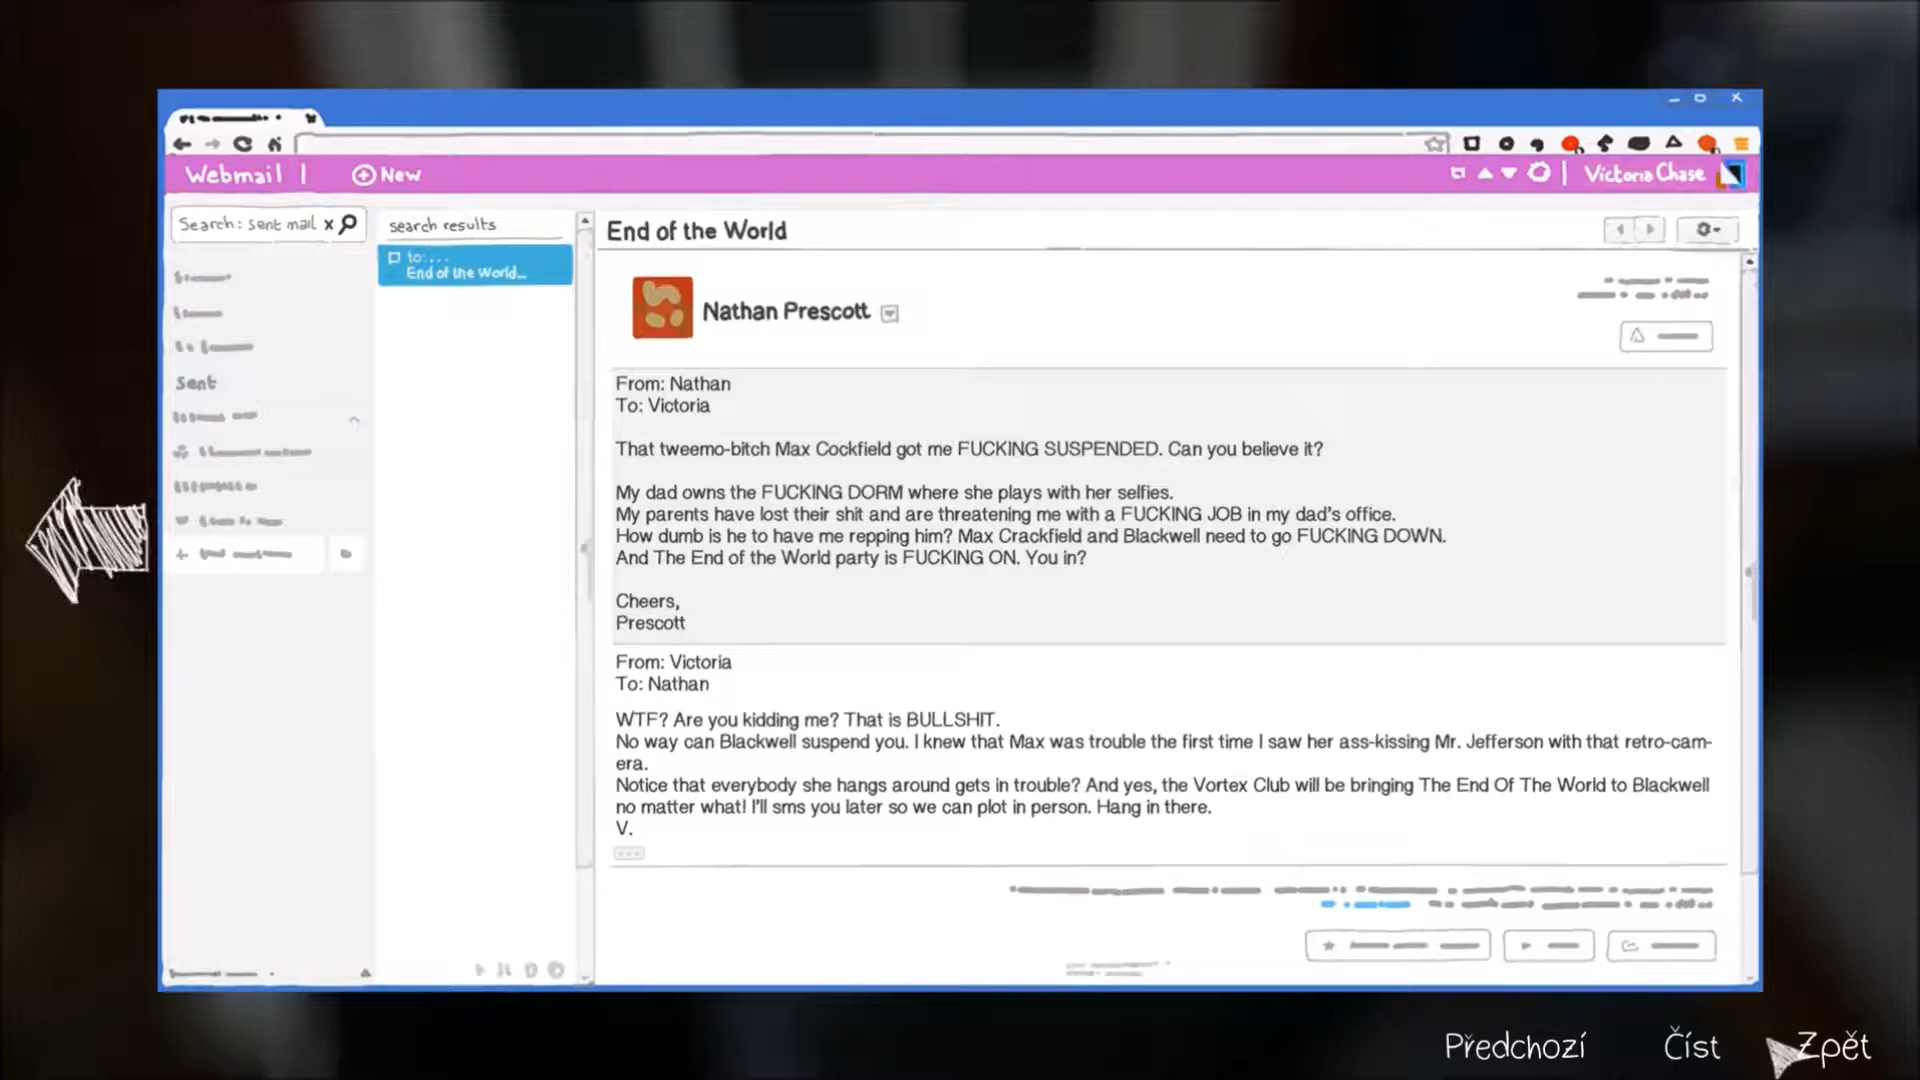 Webmail | New
Victoria Chase
Search: sent mail x
search results
End of the World
to:...
End of the World...
Sent
Nathan Prescott
From: Nathan
To: Victoria
That tweemo-bitch Max Cockfield got me FUCKING SUSPENDED. Can you believe it?
My dad owns the FUCKING DORM where she plays with her selfies.
My parents have lost their shit and are threatening me with a FUCKING JOB in my dad's office.
How dumb is he to have me repping him? Max Crackfield and Blackwell need to go FUCKING DOWN.
And The End of the World party is FUCKING ON. You in?
Cheers,
Prescott
From: Victoria
To: Nathan
WTF? Are you kidding me? That is BULLSHIT.
No way can Blackwell suspend you. I knew that Max was trouble the first time I saw her ass-kissing Mr. Jefferson with that retro-cam-
era.
Notice that everybody she hangs around gets in trouble? And yes, the Vortex Club will be bringing The End Of The World to Blackwell
no matter what! I'll sms you later so we can plot in person. Hang in there.
V.
Předchozí Číst Zpět